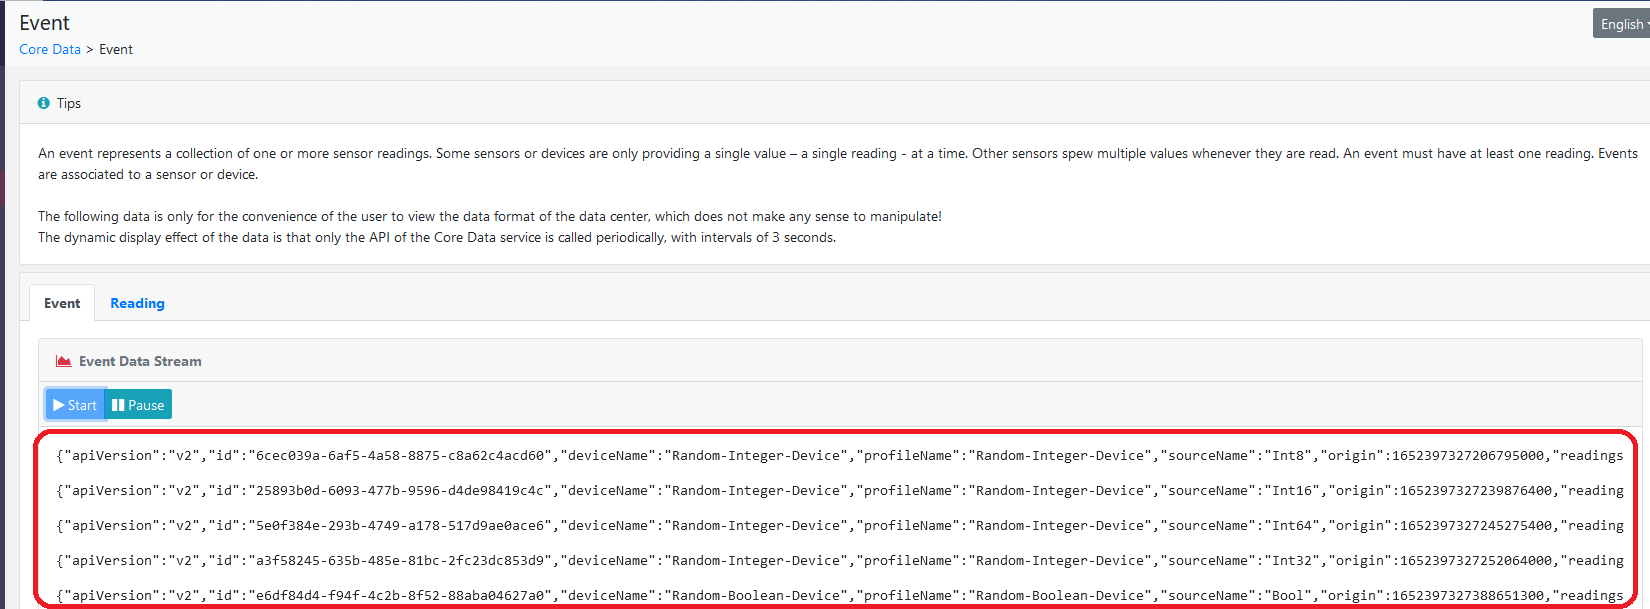 Event
English
Core Data > Event
Tips
An event represents a collection of one or more sensor readings. Some sensors or devices are only providing a single value – a single reading - at a time. Other sensors spew multiple values whenever they are read. An event must have at least one reading. Events
are associated to a sensor or device.
The following data is only for the convenience of the user to view the data format of the data center, which does not make any sense to manipulate!
The dynamic display effect of the data is that only the API of the Core Data service is called periodically, with intervals of 3 seconds.
Event Reading
Event Data Stream
Start Pause
{"apiVersion":"v2","id":"6cec039a-6af5-4a58-8875-c8a62c4acd60","deviceName":"Random-Integer-Device","profileName":"Random-Integer-Device","sourceName":"Int8","origin":1652397327206795000,"readings
{"apiVersion":"v2","id":"25893b0d-6093-477b-9596-d4de98419c4c","deviceName":"Random-Integer-Device","profileName":"Random-Integer-Device","sourceName":"Int16","origin":1652397327239876400,"reading
{"apiVersion":"v2","id":"5e0f384e-293b-4749-a178-517d9ae0ace6","deviceName":"Random-Integer-Device","profileName":"Random-Integer-Device","sourceName":"Int64","origin":1652397327245275400,"reading
{"apiVersion":"v2","id":"a3f58245-635b-485e-81bc-2fc23dc853d9","deviceName":"Random-Integer-Device","profileName":"Random-Integer-Device","sourceName":"Int32","origin":1652397327252064000,"reading
{"apiVersion":"v2","id":"e6df84d4-f94f-4c2b-8f52-88aba04627a0","deviceName":"Random-Boolean-Device","profileName":"Random-Boolean-Device","sourceName":"Bool","origin":1652397327388651300,"readings